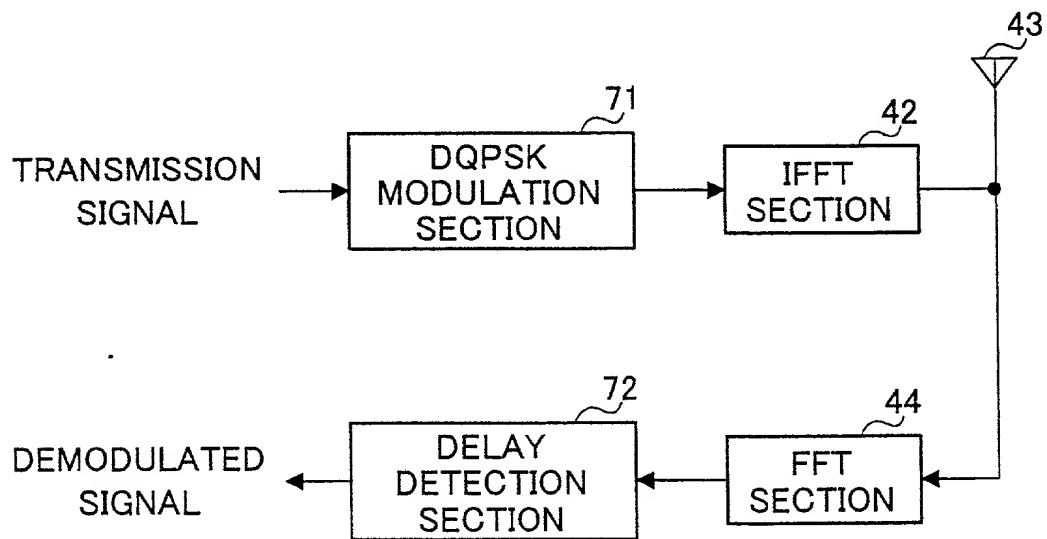 43
71
42
TRANSMISSION
SIGNAL
DQPSK
MODULATION
SECTION
IFFT
SECTION
72
44
DEMODULATED
SIGNAL
DELAY
DETECTION
SECTION
FFT
SECTION